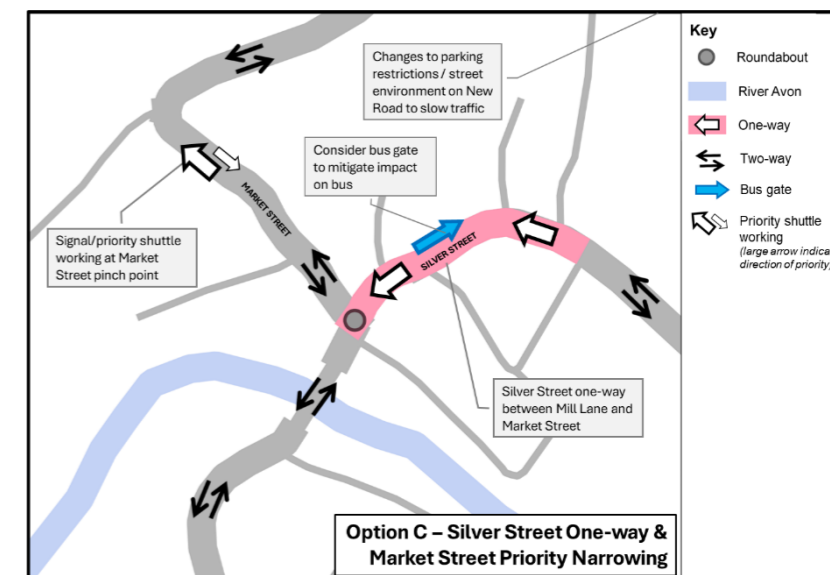 Changes to parking
restrictions / street
environment on New
Road to slow traffic
Consider bus gate
to mitigate impact
on bus
MARKET STREET
Signal/priority shuttle
working at Market
Street pinch point
SILVER STREET
Silver Street one-way
between Mill Lane and
Market Street
Option C – Silver Street One-way &
Market Street Priority Narrowing
Key
Roundabout
River Avon
One-way
Two-way
Bus gate
Priority shuttle
working
(large arrow indica
direction of priority)